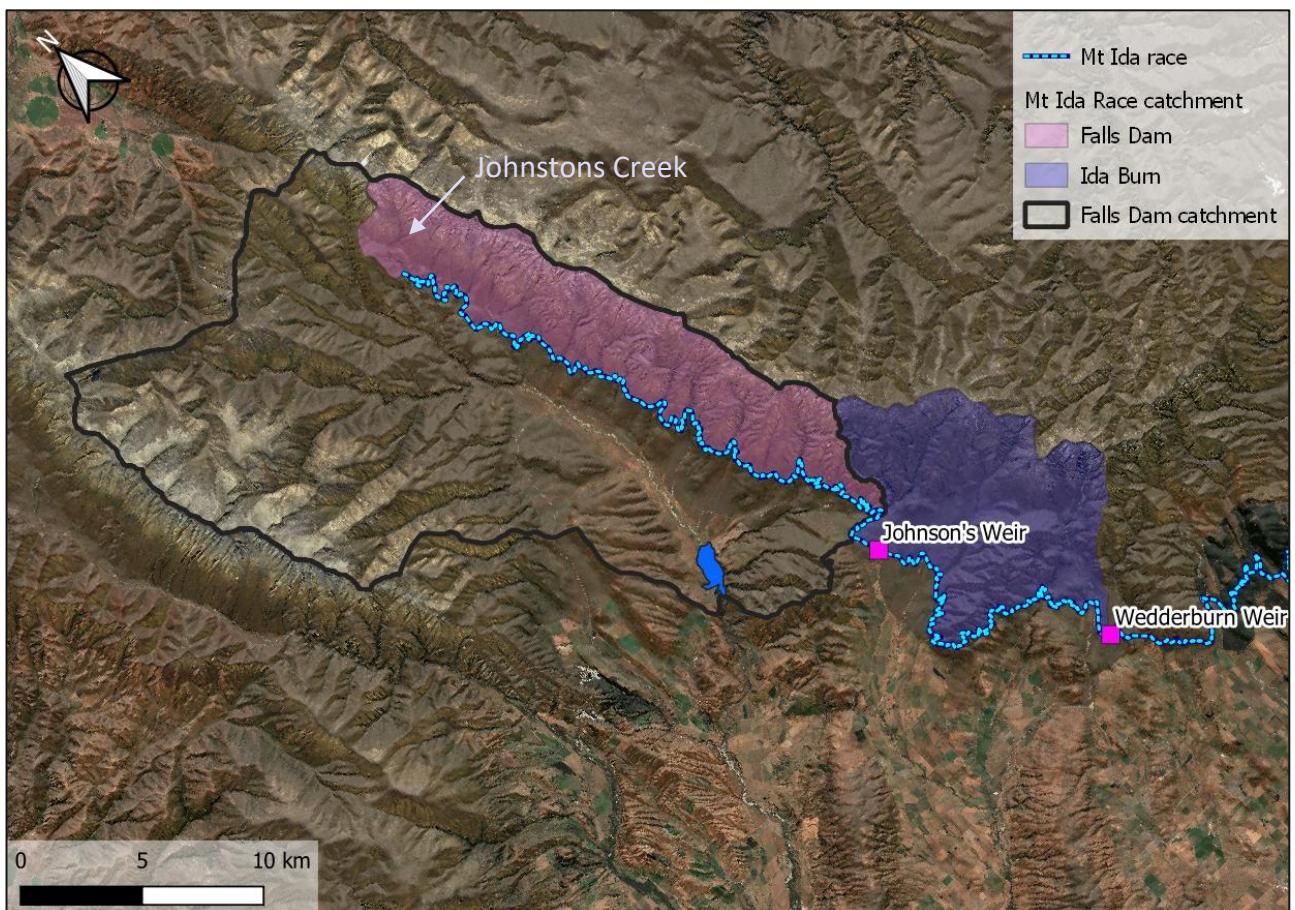 N
Mt Ida race
Mt Ida Race catchment
Falls Dam
Ida Burn
Falls Dam catchment
Johnstons Creek
Johnson's Weir
Wedderburn Weir
0 5 10 km